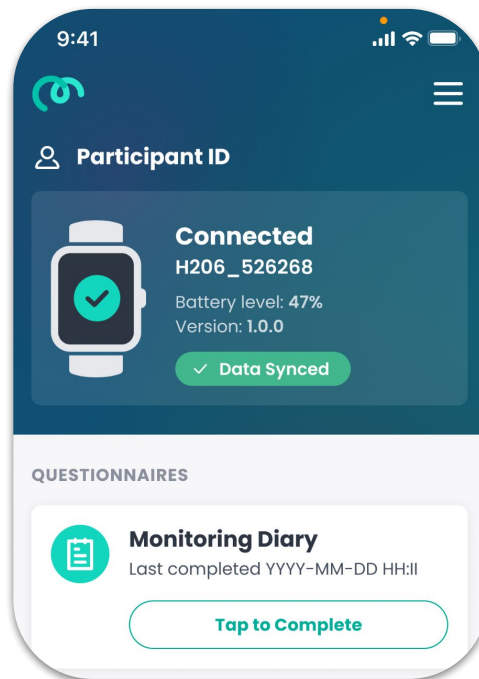 9:41
Participant ID
Connected
H206_526268
Battery level: 47%
Version: 1.0.0
Data Synced
QUESTIONNAIRES
Monitoring Diary
Last completed YYYY-MM-DD HH:II
Tap to Complete